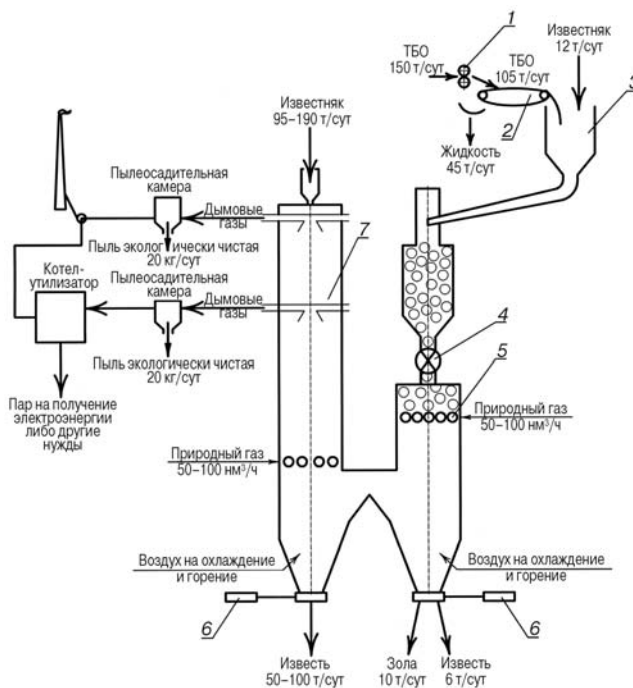 1
ТБО
150 т/сут
ТБО
105 т/сут
Известняк
12 т/сут
2
3
Жидкость
45 т/сут
Известняк
95–190 т/сут
Пылеосадительная
камера
Дымовые
газы
7
Пыль экологически чистая
20 кг/сут
Котел-
утилизатор
Пылеосадительная
камера
Дымовые
газы
Пыль экологически чистая
20 кг/сут
4
5
Пар на получение
электроэнергии
либо другие
нужды
Природный газ
50–100 нм³/ч
Природный газ
50–100 нм³/ч
Воздух на охлаждение
и горение
Воздух на охлаждение
и горение
6
6
Известь
50–100 т/сут
Зола
10 т/сут
Известь
6 т/сут